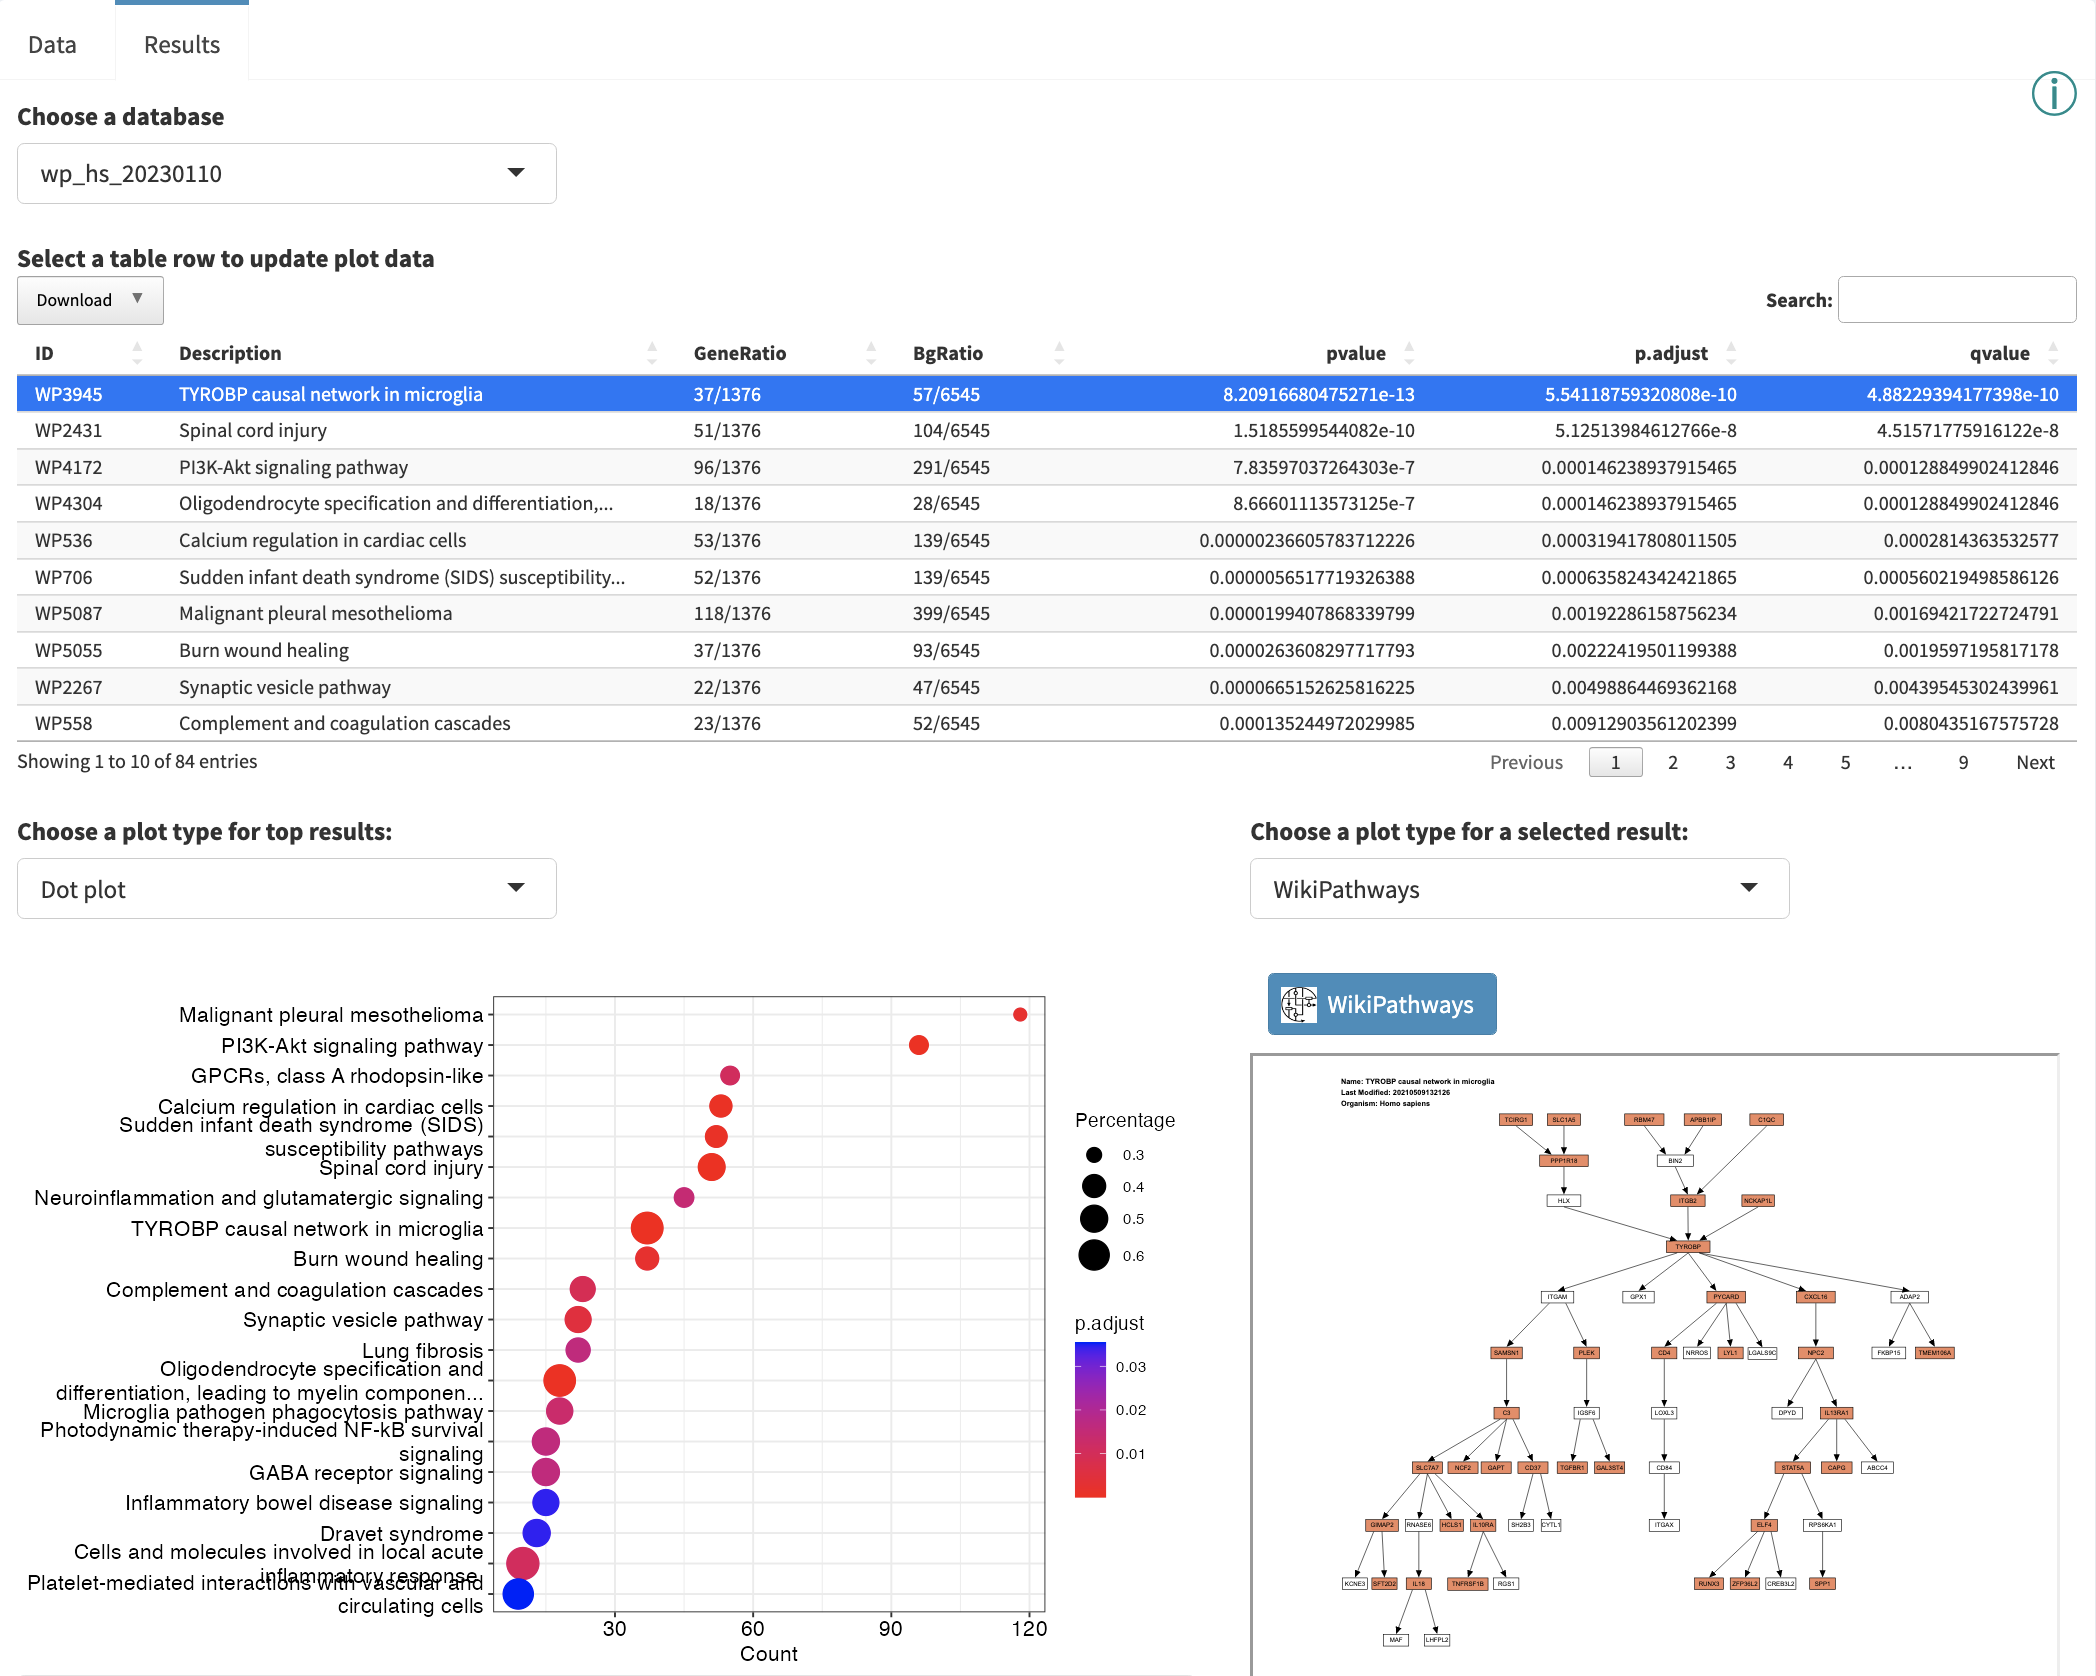 Data Results
Choose a database
wp_hs_20230110
Select a table row to update plot data
Download
Search:
ID Description GeneRatio BgRatio pvalue p.adjust qvalue
WP3945 TYROBP causal network in microglia 37/1376 57/6545 8.20916680475271e-13 5.54118759320808e-10 4.88229394177398e-10
WP2431 Spinal cord injury 51/1376 104/6545 1.5185599544082e-10 5.12513984612766e-8 4.51571775916122e-8
WP4172 PI3K-Akt signaling pathway 96/1376 291/6545 7.83597037264303e-7 0.000146238937915465 0.000128849902412846
WP4304 Oligodendrocyte specification and differentiation,... 18/1376 28/6545 8.66601113573125e-7 0.000146238937915465 0.000128849902412846
WP536 Calcium regulation in cardiac cells 53/1376 139/6545 0.00000236605783712226 0.000319417808011505 0.0002814363532577
WP706 Sudden infant death syndrome (SIDS) susceptibility... 52/1376 139/6545 0.0000056517719326388 0.000635824342421865 0.000560219498586126
WP5087 Malignant pleural mesothelioma 118/1376 399/6545 0.0000199407868339799 0.00192286158756234 0.00169421722724791
WP5055 Burn wound healing 37/1376 93/6545 0.0000263608297717793 0.00222419501199388 0.0019597195817178
WP2267 Synaptic vesicle pathway 22/1376 47/6545 0.0000665152625816225 0.00498864469362168 0.00439545302439961
WP558 Complement and coagulation cascades 23/1376 52/6545 0.000135244972029985 0.00912903561202399 0.0080435167575728
Showing 1 to 10 of 84 entries
Previous 1 2 3 4 5 ... 9 Next
Choose a plot type for top results:
Dot plot
Malignant pleural mesothelioma
PI3K-Akt signaling pathway
GPCRs, class A rhodopsin-like
Calcium regulation in cardiac cells
Sudden infant death syndrome (SIDS)
susceptibility pathways
Spinal cord injury
Neuroinflammation and glutamatergic signaling
TYROBP causal network in microglia
Burn wound healing
Complement and coagulation cascades
Synaptic vesicle pathway
Lung fibrosis
Oligodendrocyte specification and
differentiation, leading to myelin componen...
Microglia pathogen phagocytosis pathway
Photodynamic therapy-induced NF-kB survival
signaling
GABA receptor signaling
Inflammatory bowel disease signaling
Dravet syndrome
Cells and molecules involved in local acute
inflammatory response
Platelet-mediated interactions with vascular and
circulating cells
30 60 90 120
Count
Percentage
0.3
0.4
0.5
0.6
p.adjust
0.03
0.02
0.01
Choose a plot type for a selected result:
WikiPathways
WikiPathways
Name: TYROBP causal network in microglia
Last Modified: 20210509132126
Organism: Homo sapiens
TCIRG1 SLC1A5 RBM47 APBB1IP C1QC
PPP1R18 BIN2
HLX ITGB2 NCKAP1L
TYROBP
ITGAM GPX1 PYCARD CXCL16 ADAP2
SAMSN1 PLEK CD4 NRROS LYL1 LGALS9C NPC2 FKBP15 TMEM106A
C3 IGSF6 LOXL3 DPYD IL13RA1
SLC7A7 NCF2 GAPT CD37 TGFBR1 GAL3ST4 CD84 STAT5A CAPG ABCC4
GIMAP2 RNASE6 HCLS1 IL10RA SH2B3 CYTL1 ITGAX ELF4 RPS6KA1
KCNE3 SFT2D2 IL18 TNFRSF1B RGS1 RUNX3 ZFP36L2 CREB3L2 SPP1
MAF LHFPL2